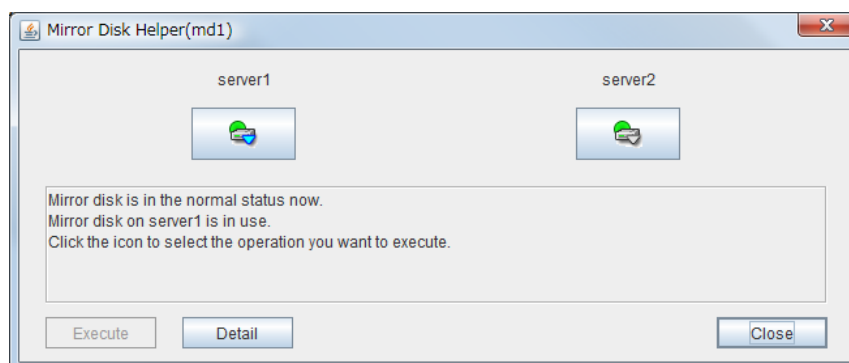 Mirror Disk Helper(md1)
server1 server2
Mirror disk is in the normal status now.
Mirror disk on server1 is in use.
Click the icon to select the operation you want to execute.
Execute Detail Close